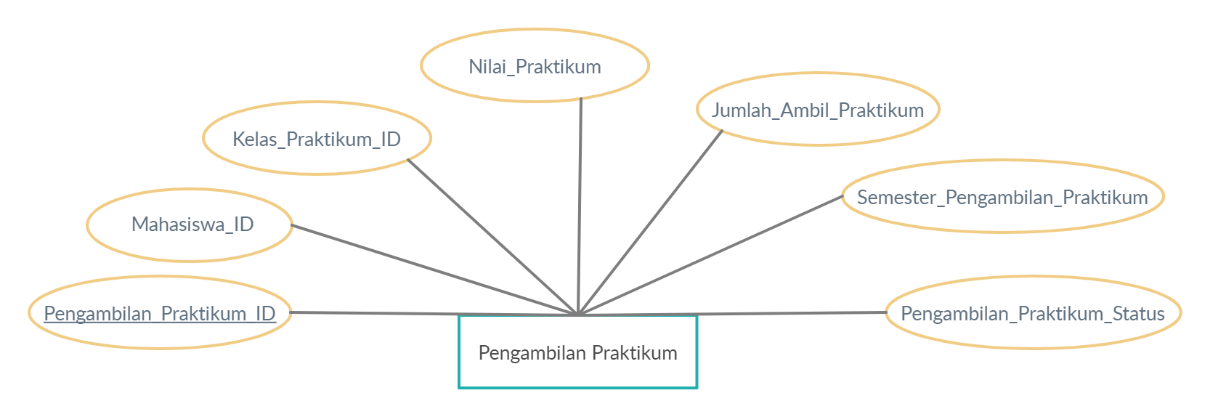 Nilai_Praktikum
Jumlah_Ambil_Praktikum
Kelas_Praktikum_ID
Semester_Pengambilan_Praktikum
Mahasiswa_ID
Pengambilan_Praktikum_ID
Pengambilan_Praktikum_Status
Pengambilan Praktikum